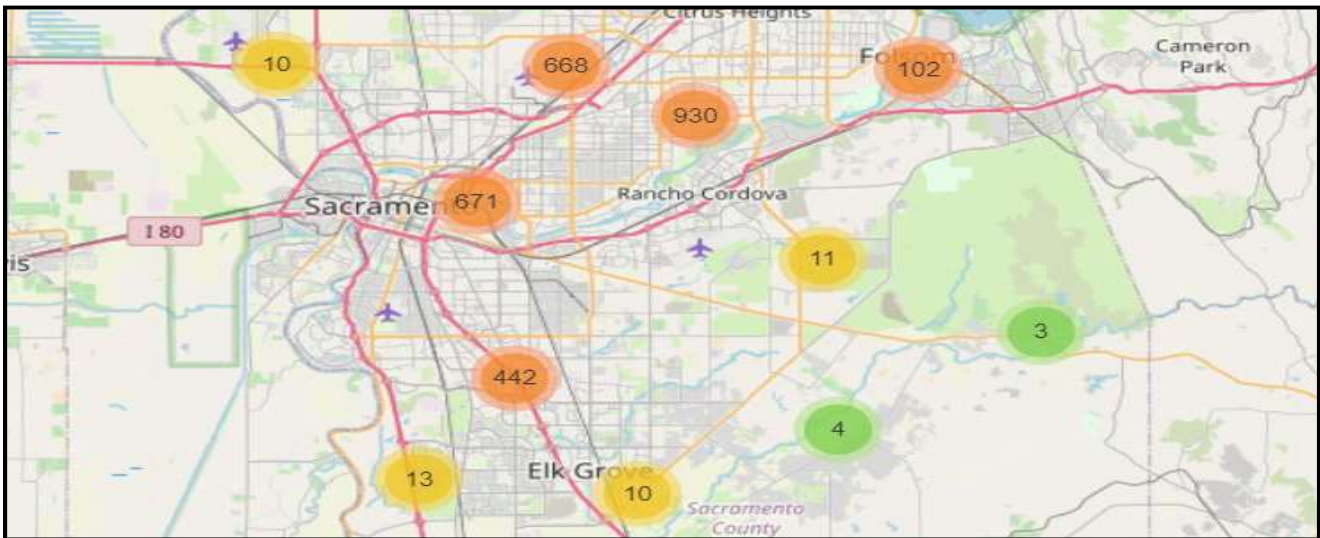 Citrus Heights
10
668
Folsom
102
Cameron
Park
930
Rancho Cordova
Sacramento
671
I 80
is
11
3
442
4
Elk Grove
13
10
Sacramento
County